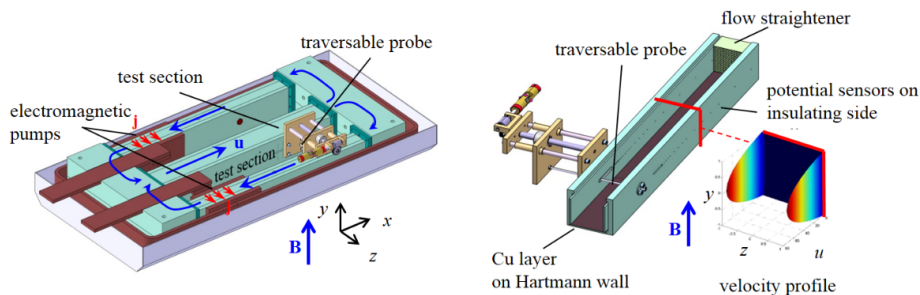 traversable probe
test section
electromagnetic
pumps
j
u
test section
j
B
y
x
z
flow straightener
traversable probe
potential sensors on
insulating side
y
z
u
B
Cu layer
on Hartmann wall
velocity profile